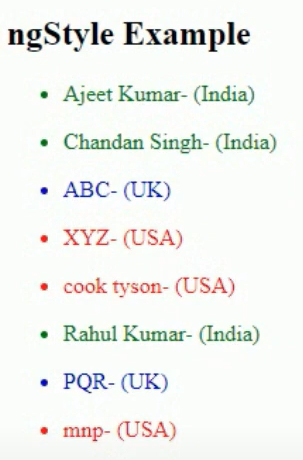 ngStyle Example
• Ajeet Kumar- (India)
• Chandan Singh- (India)
• ABC- (UK)
• XYZ- (USA)
• cook tyson- (USA)
• Rahul Kumar- (India)
• PQR- (UK)
• mnp- (USA)